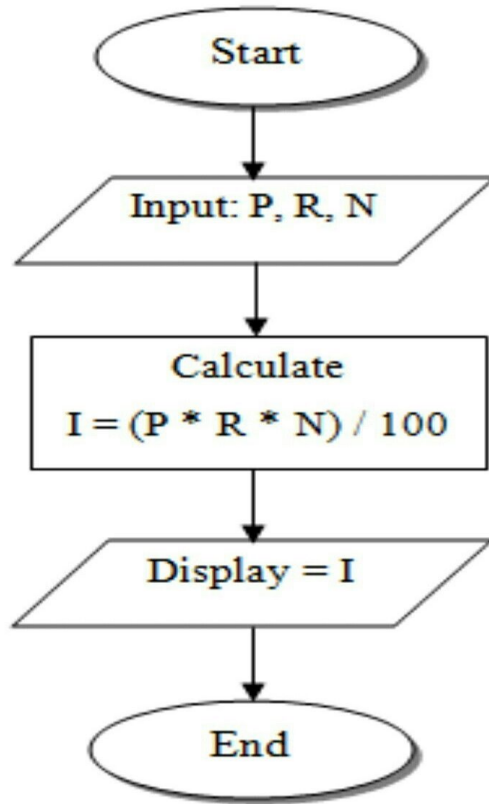 Start
Input: P, R, N
Calculate
I = (P * R * N) / 100
Display = I
End